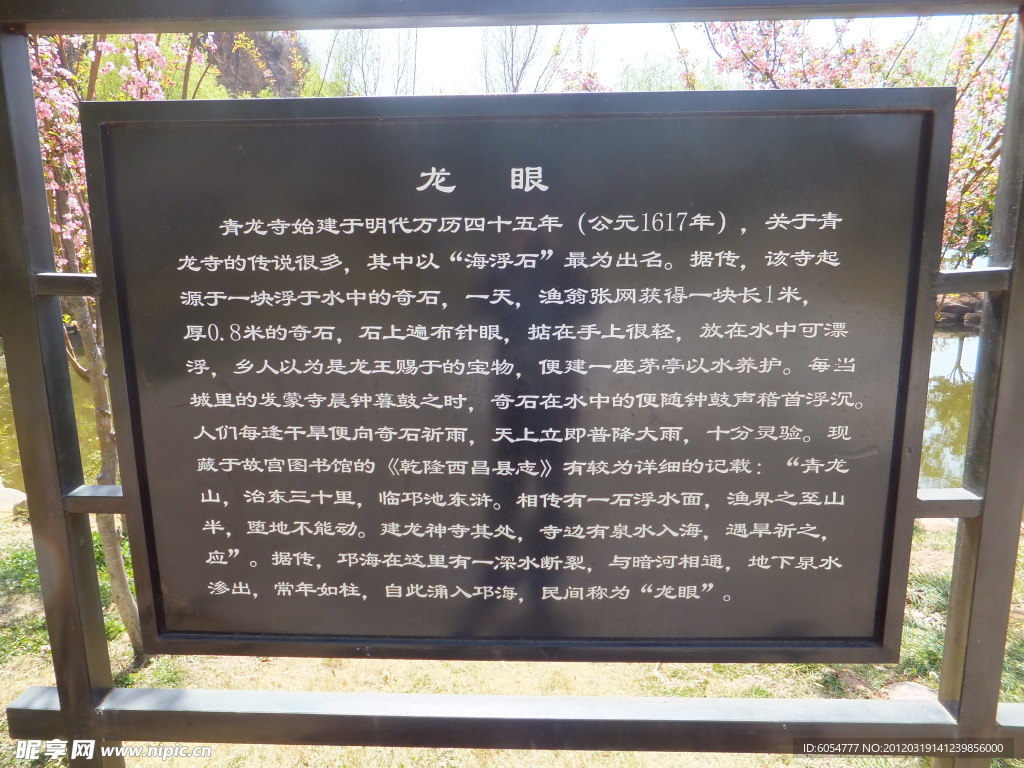 龙 眼
青龙寺始建于明代万历四十五年（公元1617年），关于青
龙寺的传说很多，其中以“海浮石”最为出名。据传，该寺起
源于一块浮于水中的奇石，一天，渔翁张网获得一块长1米，
厚0.8米的奇石，石上遍布针眼，掂在手上很轻，放在水中可漂
浮，乡人以为是龙王赐于的宝物，便建一座茅亭以水养护。每当
城里的发蒙寺晨钟暮鼓之时，奇石在水中的便随钟鼓声稽首浮沉。
人们每逢干旱便向奇石祈雨，天上立即普降大雨，十分灵验。现
藏于故宫图书馆的《乾隆西昌县志》有较为详细的记载：“青龙
山，治东三十里，临邛池东浒。相传有一石浮水面，渔界之至山
半，堕地不能动。建龙神寺其处，寺边有泉水入海，遇旱祈之，
应”。据传，邛海在这里有一深水断裂，与暗河相通，地下泉水
渗出，常年如柱，自此涌入邛海，民间称为“龙眼”。
昵享网 www.nipic.cn
ID:6054777 NO:20120319141239856000